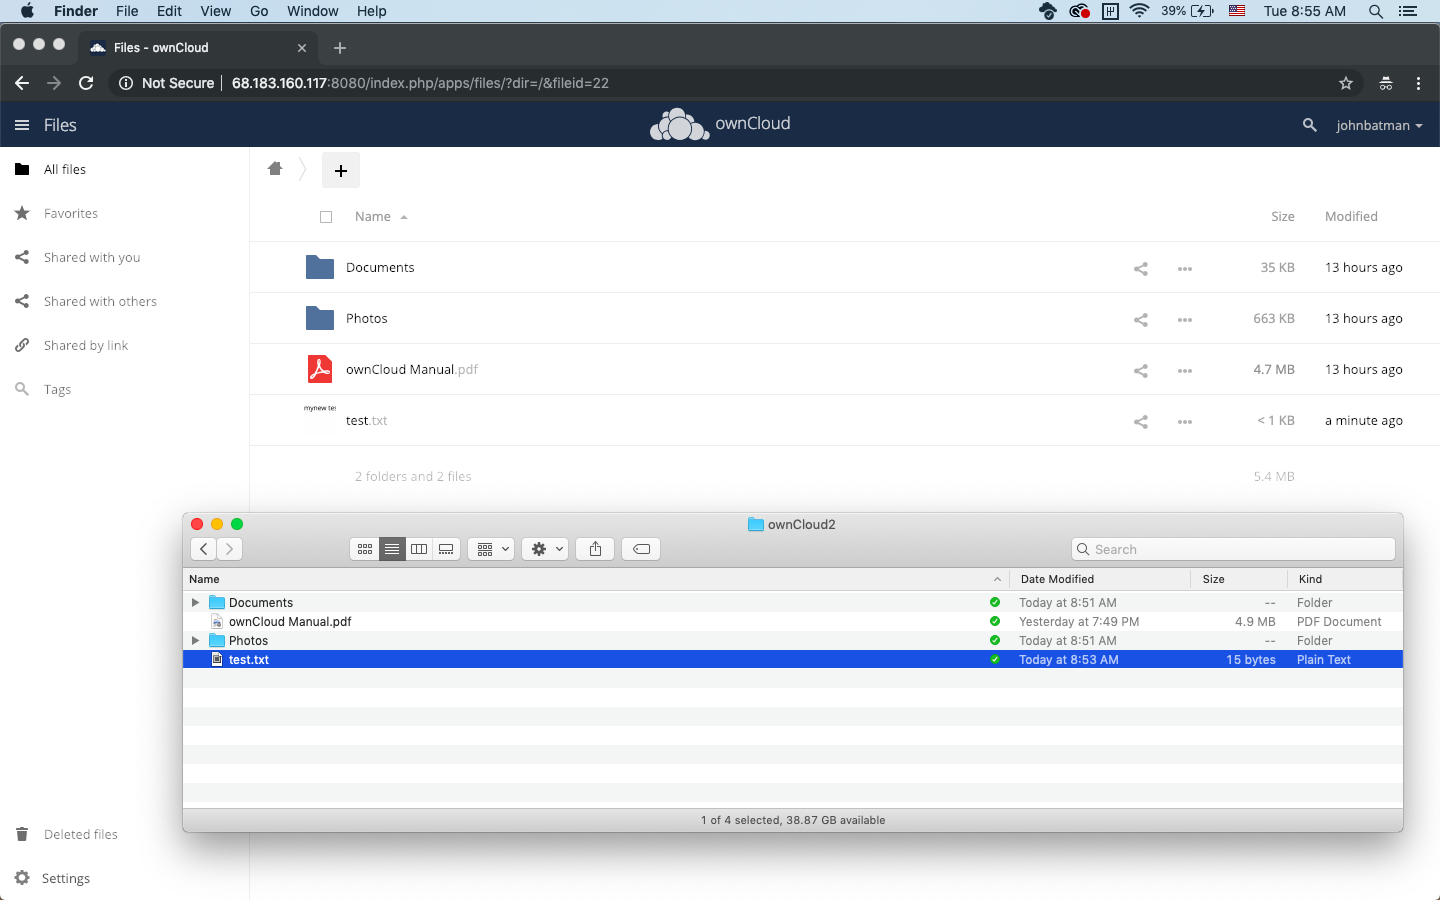 Finder File Edit View Go Window Help 39% Tue 8:55 AM
Files - ownCloud
Not Secure 68.183.160.117:8080/index.php/apps/files/?dir=/&fileid=22
Files ownCloud johnbatman
All files
Favorites
Shared with you
Shared with others
Shared by link
Tags
Deleted files
Settings
Name Size Modified
Documents 35 KB 13 hours ago
Photos 663 KB 13 hours ago
ownCloud Manual.pdf 4.7 MB 13 hours ago
mynew te
test.txt < 1 KB a minute ago
2 folders and 2 files 5.4 MB
ownCloud2
Search
Name Date Modified Size Kind
Documents Today at 8:51 AM -- Folder
ownCloud Manual.pdf Yesterday at 7:49 PM 4.9 MB PDF Document
Photos Today at 8:51 AM -- Folder
test.txt Today at 8:53 AM 15 bytes Plain Text
1 of 4 selected, 38.87 GB available